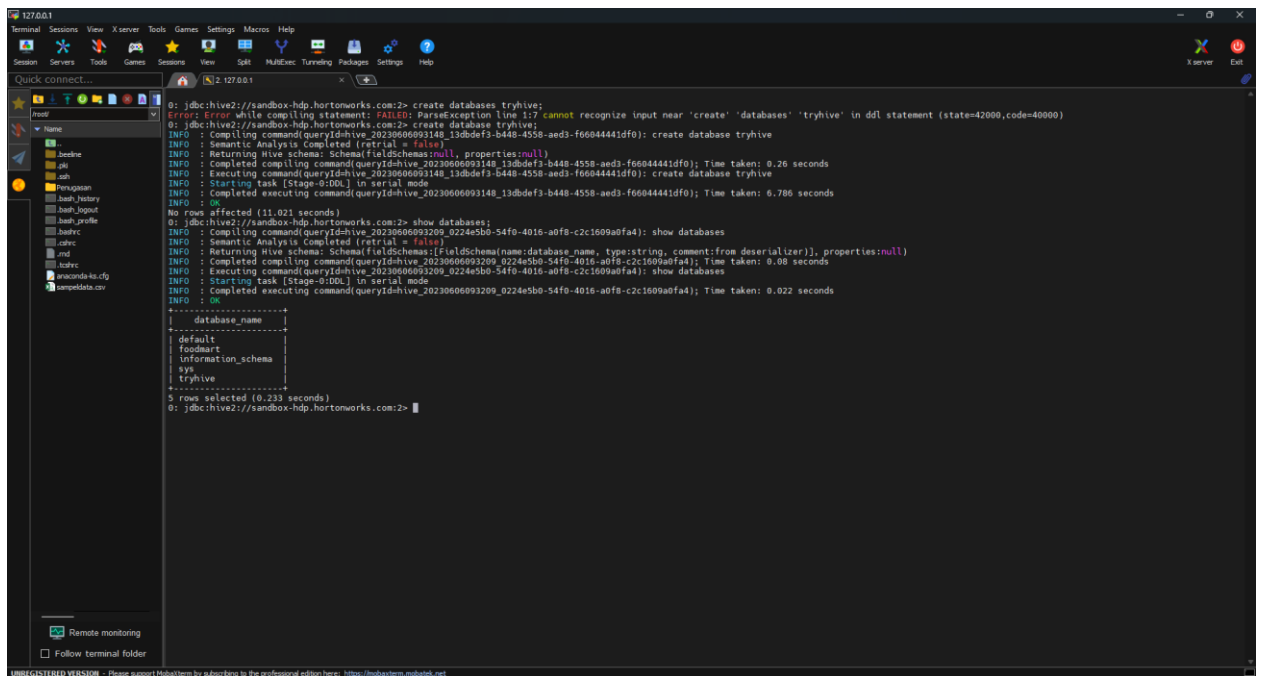 127.0.0.1
Terminal Sessions View X server Tools Games Settings Macros Help
Session Servers Tools Games Sessions View Split MultiExec Tunneling Packages Settings Help X server Exit
Quick connect...
2. 127.0.0.1
/root/
Name
..
.beeline
.pki
.ssh
Penugasan
.bash_history
.bash_logout
.bash_profile
.bashrc
.cshrc
.tcshrc
anaconda-ks.cfg
sampeldata.csv
0: jdbc:hive2://sandbox-hdp.hortonworks.com:2> create databases tryhive;
Error: Error while compiling statement: FAILED: ParseException line 1:7 cannot recognize input near 'create' 'databases' 'tryhive' in ddl statement (state=42000,code=40000)
0: jdbc:hive2://sandbox-hdp.hortonworks.com:2> create database tryhive;
INFO : Compiling command(queryId=hive_20230606093148_13dbdef3-b448-4558-aed3-f66044441df0): create database tryhive
INFO : Semantic Analysis Completed (retrial = false)
INFO : Returning Hive schema: Schema(fieldSchemas:null, properties:null)
INFO : Completed compiling command(queryId=hive_20230606093148_13dbdef3-b448-4558-aed3-f66044441df0); Time taken: 0.26 seconds
INFO : Executing command(queryId=hive_20230606093148_13dbdef3-b448-4558-aed3-f66044441df0): create database tryhive
INFO : Starting task [Stage-0:DDL] in serial mode
INFO : Completed executing command(queryId=hive_20230606093148_13dbdef3-b448-4558-aed3-f66044441df0); Time taken: 6.786 seconds
INFO : OK
No rows affected (11.021 seconds)
0: jdbc:hive2://sandbox-hdp.hortonworks.com:2> show databases;
INFO : Compiling command(queryId=hive_20230606093209_0224e5b0-54f0-4016-a0f8-c2c1609a0fa4): show databases
INFO : Semantic Analysis Completed (retrial = false)
INFO : Returning Hive schema: Schema(fieldSchemas:[FieldSchema(name:database_name, type:string, comment:from deserializer)], properties:null)
INFO : Completed compiling command(queryId=hive_20230606093209_0224e5b0-54f0-4016-a0f8-c2c1609a0fa4); Time taken: 0.08 seconds
INFO : Executing command(queryId=hive_20230606093209_0224e5b0-54f0-4016-a0f8-c2c1609a0fa4): show databases
INFO : Starting task [Stage-0:DDL] in serial mode
INFO : Completed executing command(queryId=hive_20230606093209_0224e5b0-54f0-4016-a0f8-c2c1609a0fa4); Time taken: 0.022 seconds
INFO : OK
+---------------------+
| database_name |
+---------------------+
| default |
| foodmart |
| information_schema |
| sys |
| tryhive |
+---------------------+
5 rows selected (0.233 seconds)
0: jdbc:hive2://sandbox-hdp.hortonworks.com:2>
Remote monitoring
Follow terminal folder
UNREGISTERED VERSION - Please support MobaXterm by subscribing to the professional edition here: https://mobaxterm.mobatek.net